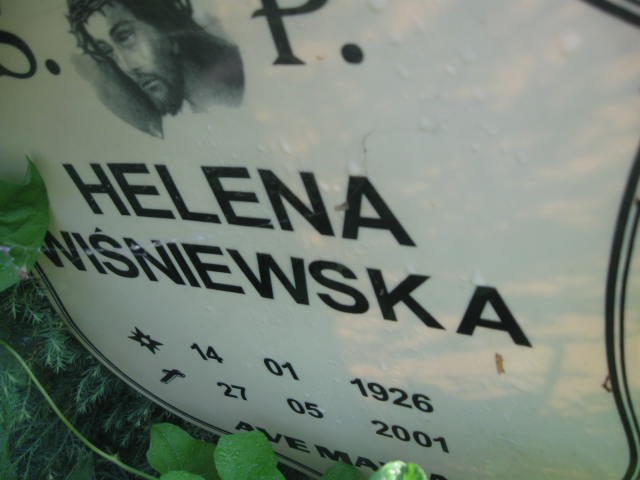 S. P.
HELENA
WIŚNIEWSKA
14 01 1926
27 05 2001
AVE